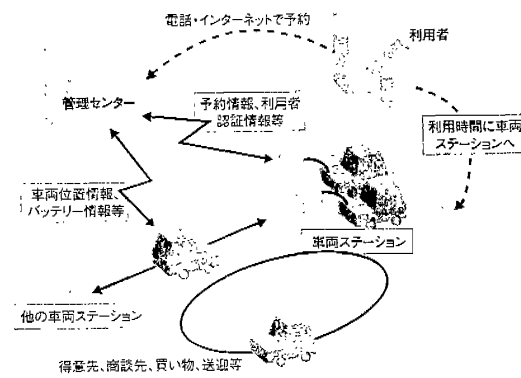 電話・インターネットで予約
利用者
管理センター
予約情報、利用者
認証情報等
利用時間に車両
ステーションへ
車両位置情報、
バッテリー情報等
車両ステーション
他の車両ステーション
得意先、商談先、買い物、送迎等